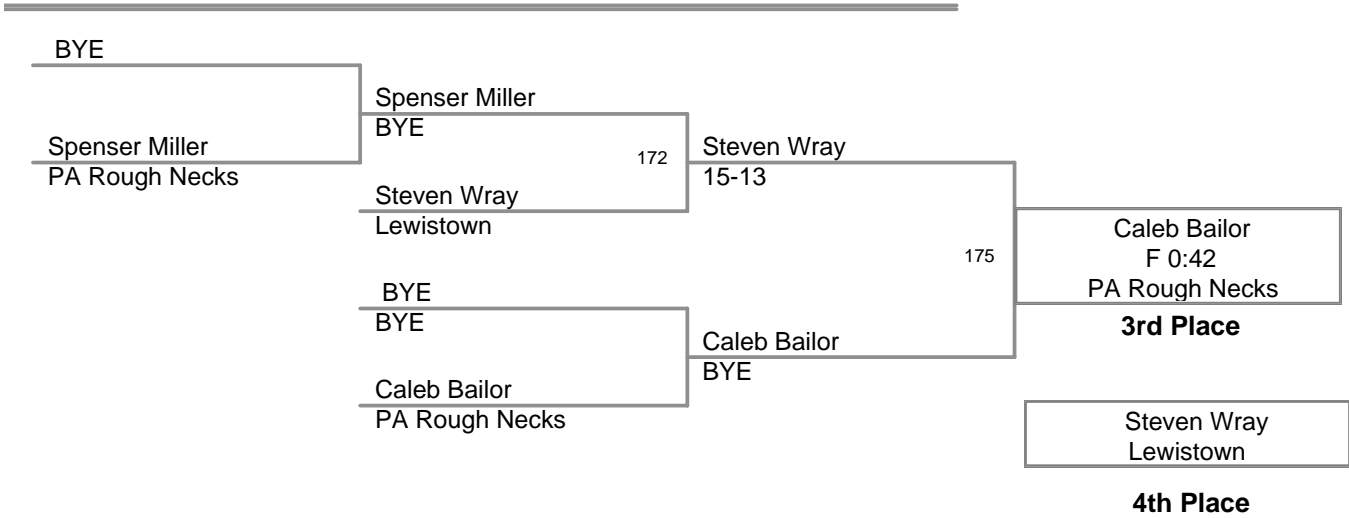 BYE
Spenser Miller
PA Rough Necks
Spenser Miller
BYE
172
Steven Wray
Lewistown
BYE
BYE
Caleb Bailor
PA Rough Necks
Steven Wray
15-13
175
Caleb Bailor
BYE
Caleb Bailor
F 0:42
PA Rough Necks
3rd Place
Steven Wray
Lewistown
4th Place